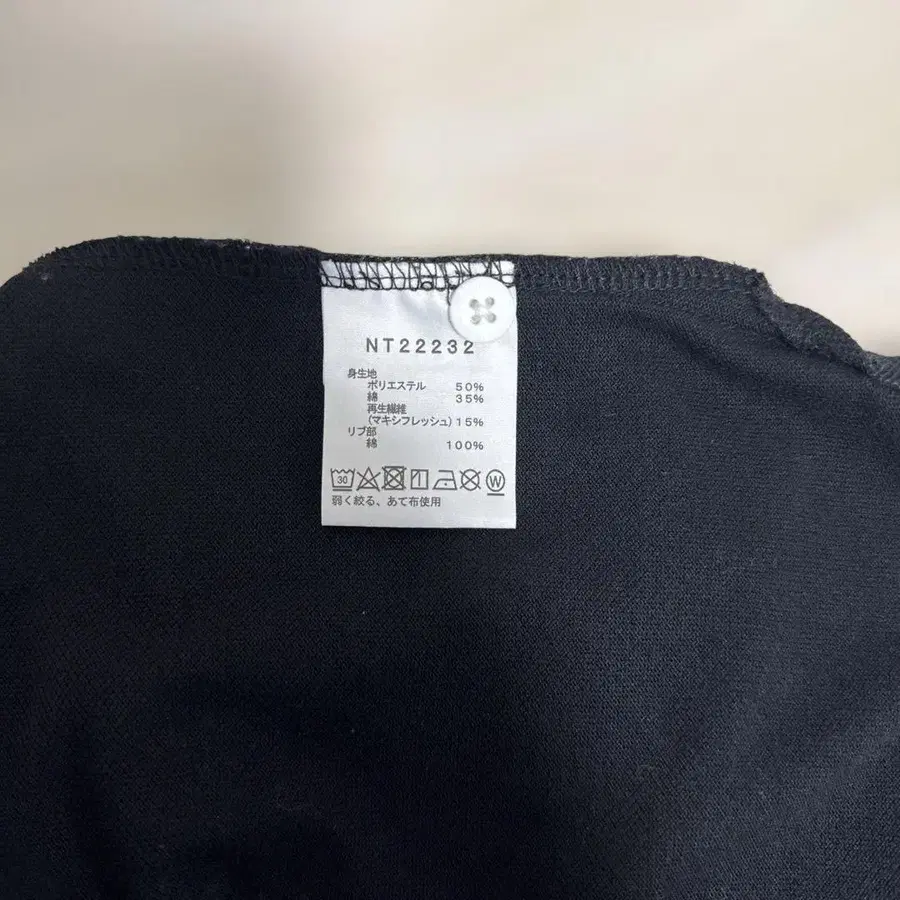 NT22232
身生地
ポリエステル 50%
綿 35%
再生繊維
(マキシフレッシュ) 15%
リブ部
綿 100%
30
W
弱く絞る、あて布使用